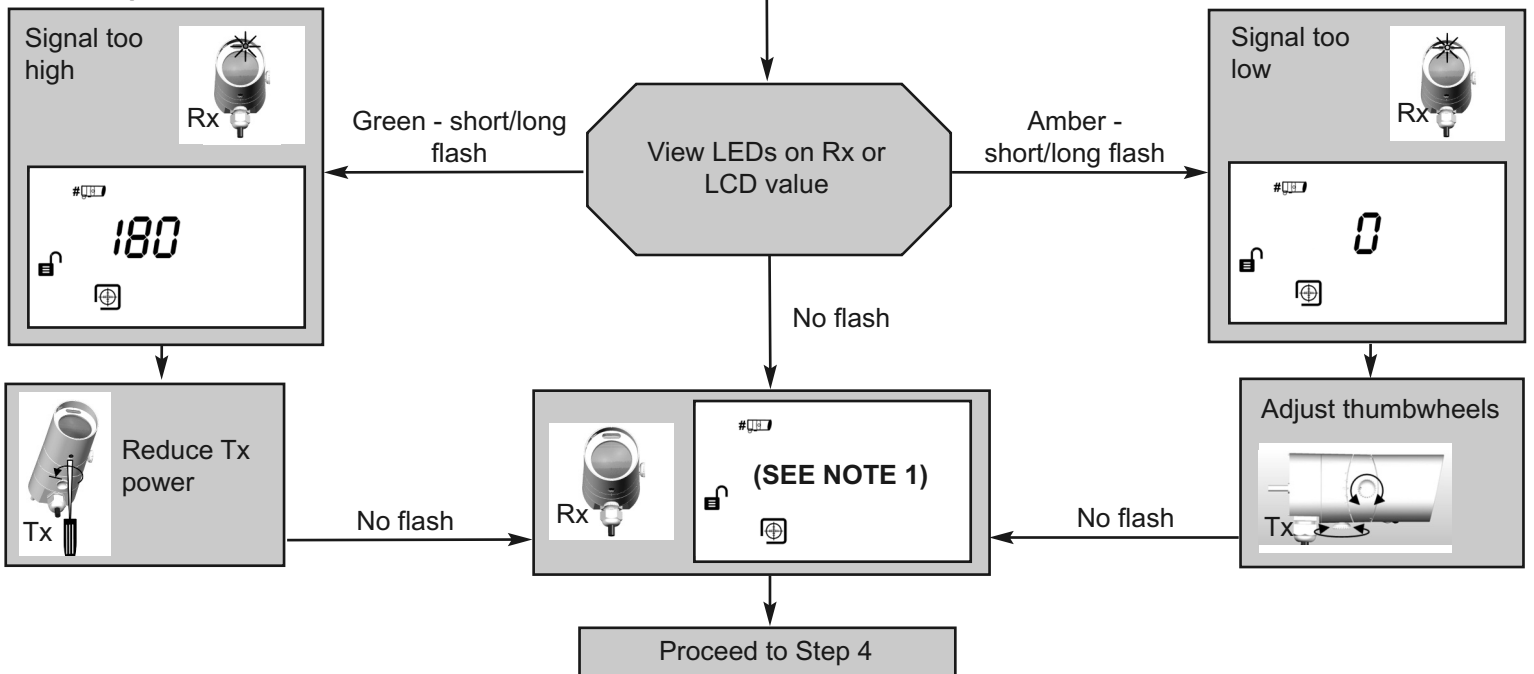 Signal too
high
Rx
#
180
Green - short/long
flash
View LEDs on Rx or
LCD value
Amber -
short/long flash
Signal too
low
Rx
#
0
No flash
Reduce Tx
power
Tx
No flash
Rx
#
(SEE NOTE 1)
No flash
Adjust thumbwheels
Tx
Proceed to Step 4